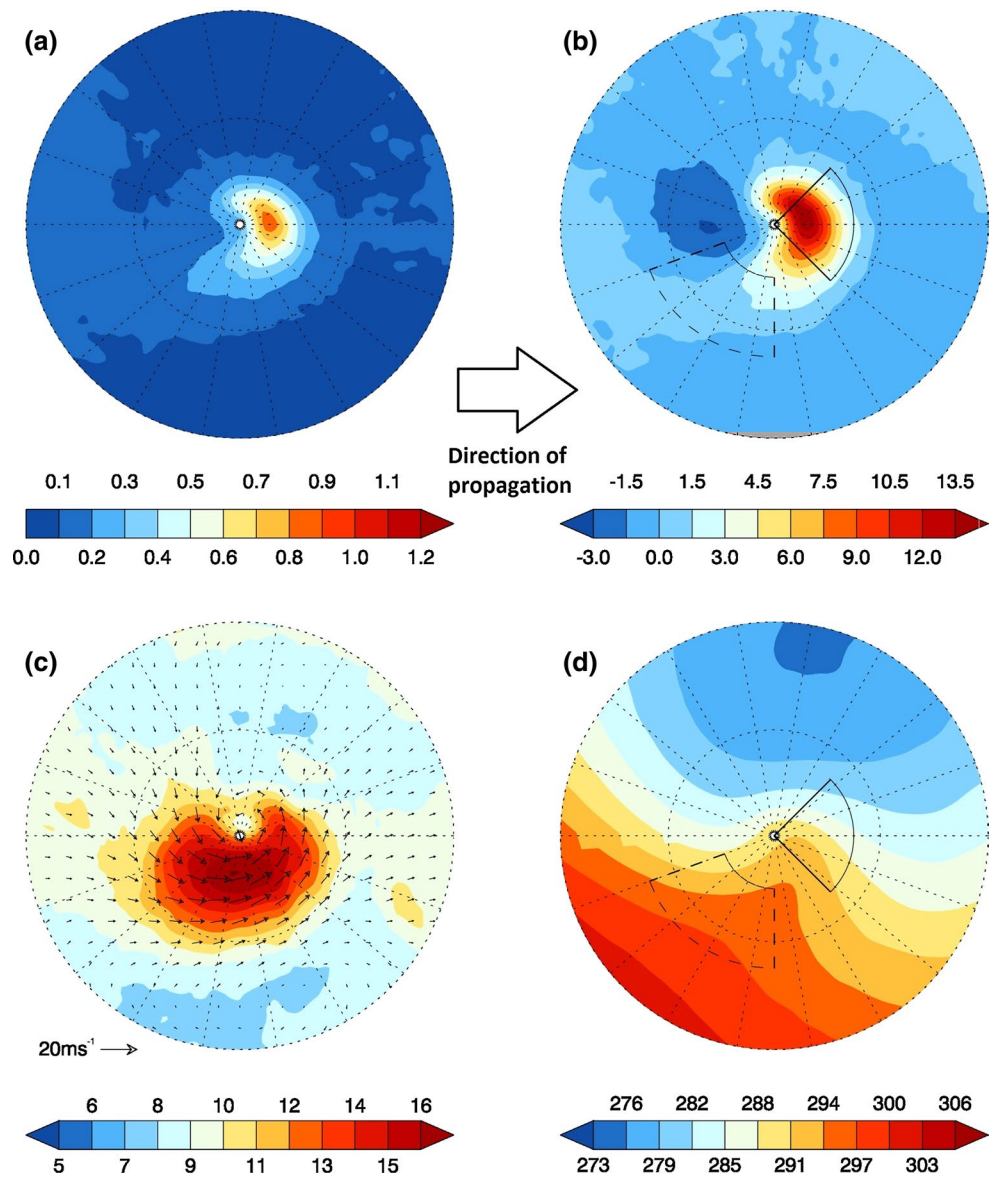 (a)
(b)
Direction of
propagation
0.1 0.3 0.5 0.7 0.9 1.1
0.0 0.2 0.4 0.6 0.8 1.0 1.2
-1.5 1.5 4.5 7.5 10.5 13.5
-3.0 0.0 3.0 6.0 9.0 12.0
(c)
(d)
20ms⁻¹
6 8 10 12 14 16
5 7 9 11 13 15
276 282 288 294 300 306
273 279 285 291 297 303